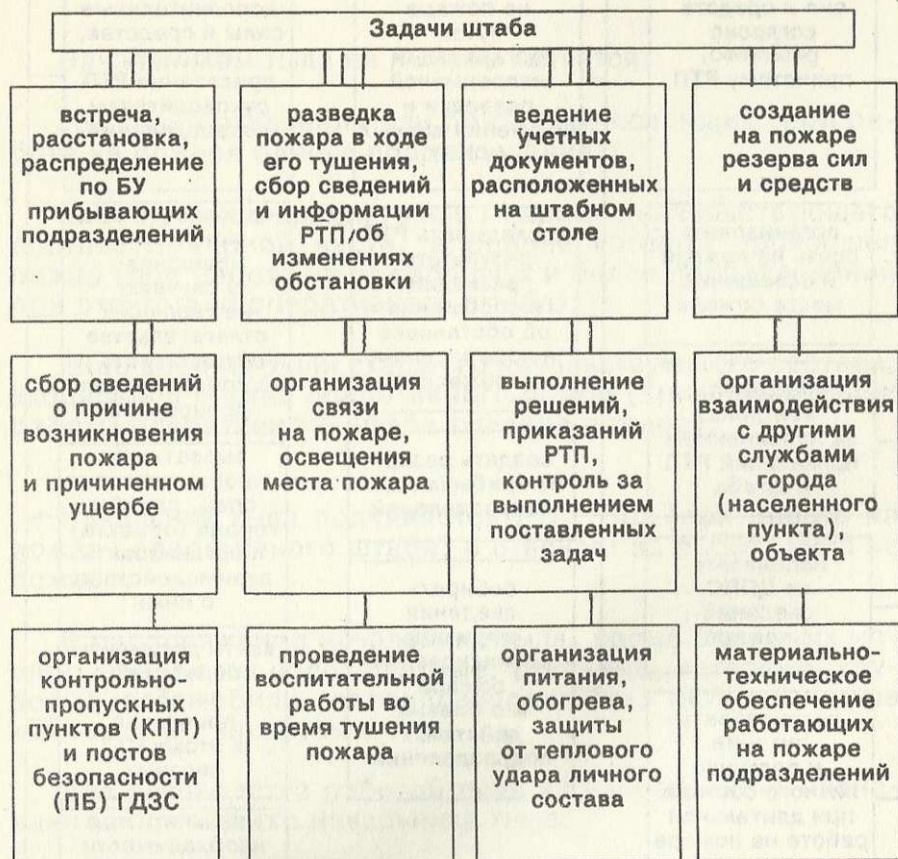 Задачи штаба
встреча,
расстановка,
распределение
по БУ
прибывающих
подразделений
разведка
пожара в ходе
его тушения,
сбор сведений
и информации
РТП/об
изменениях
обстановки
ведение
учетных
документов,
расположенных
на штабном
столе
создание
на пожаре
резерва сил
и средств
сбор сведений
о причине
возникновения
пожара
и причиненном
ущербе
организация
связи
на пожаре,
освещения
места пожара
выполнение
решений,
приказаний
РТП,
контроль за
выполнением
поставленных
задач
организация
взаимодействия
с другими
службами
города
(населенного
пункта)
объекта
организация
контрольно-
пропускных
пунктов (КПП)
и постов
безопасности
(ПБ) ГДЗС
проведение
воспитательной
работы во
время тушения
пожара
организация
питания,
обогрева,
защиты
от теплового
удара личного
состава
материально-
техническое
обеспечение
работающих
на пожаре
подразделений